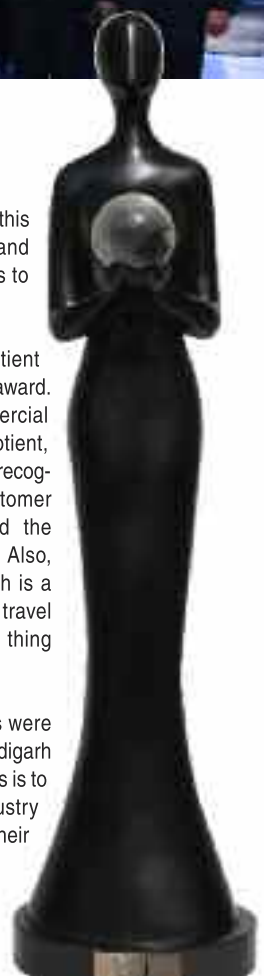 this
and
s to
tient
award.
ercial
otient,
recog-
tomer
d the
Also,
h is a
travel
thing
s were
digarh
s is to
ustry
heir